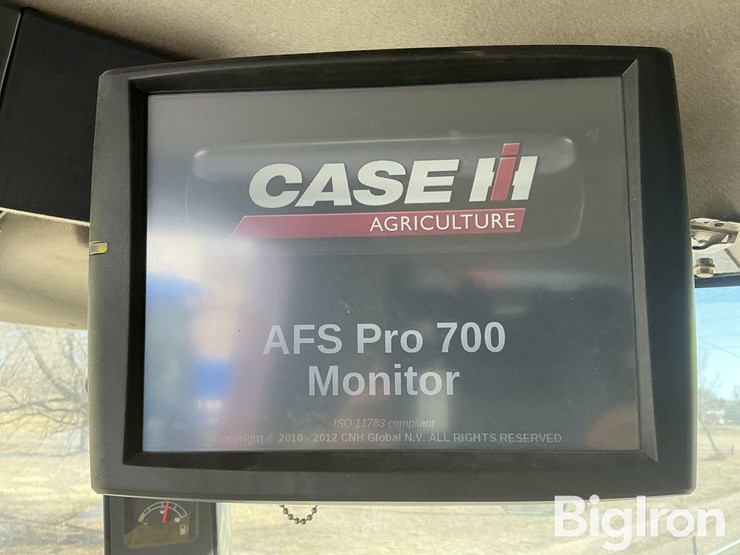 CASE IH
AGRICULTURE
AFS Pro 700
Monitor
ISO 11783 compliant
Copyright © 2010 - 2012 CNH Global N.V. ALL RIGHTS RESERVED
BigIron